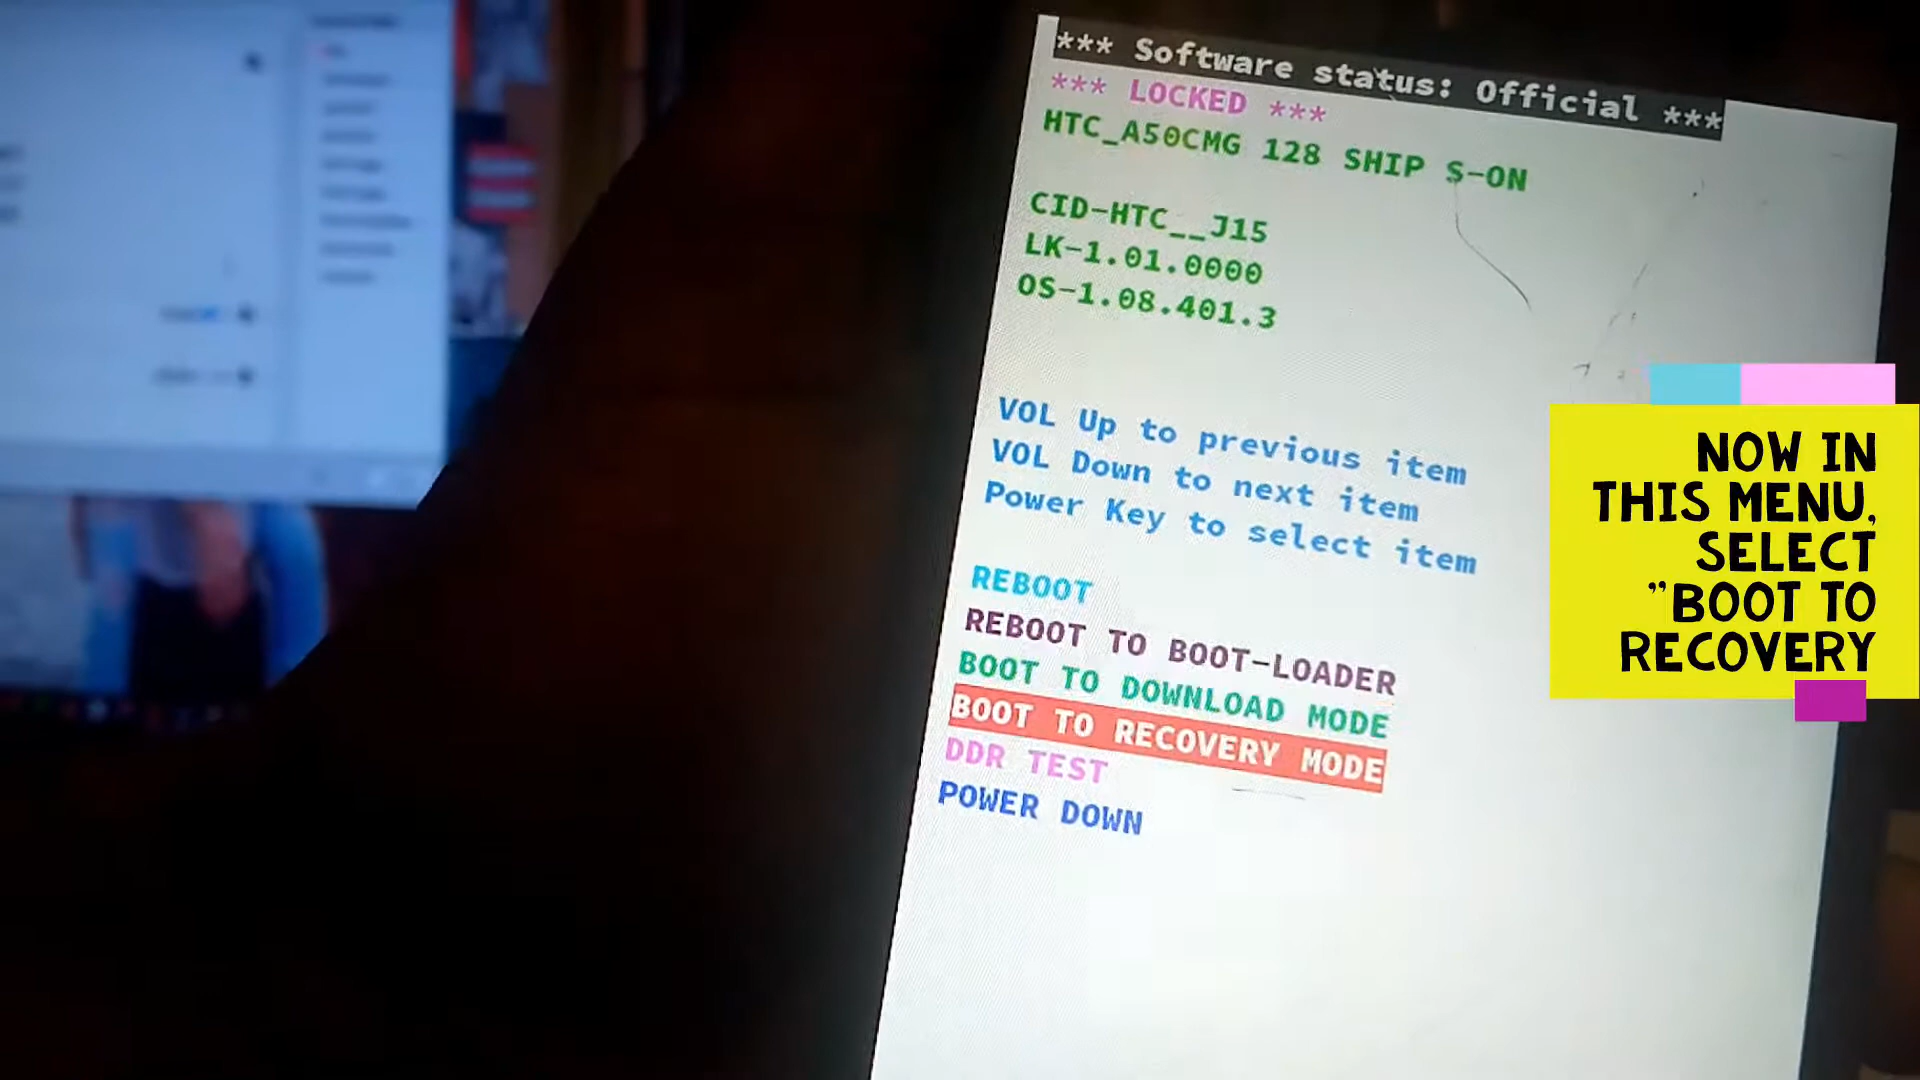 *** Software status: Official ***
*** LOCKED ***
HTC_A50CMG 128 SHIP S-ON
CID-HTC__J15
LK-1.01.0000
OS-1.08.401.3
VOL Up to previous item
VOL Down to next item
Power Key to select item
REBOOT
REBOOT TO BOOT-LOADER
BOOT TO DOWNLOAD MODE
BOOT TO RECOVERY MODE
DDR TEST
POWER DOWN
NOW IN
THIS MENU,
SELECT
"BOOT TO
RECOVERY